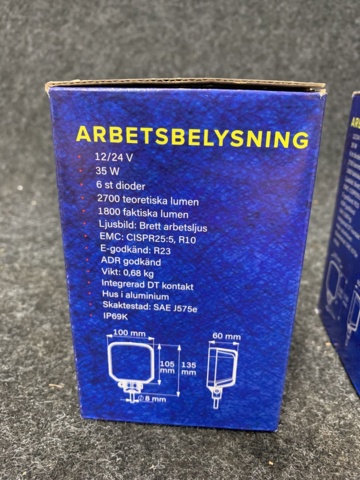 ARBETSBELYSNING
• 12/24 V
• 35 W
• 6 st dioder
• 2700 teoretiska lumen
• 1800 faktiska lumen
• Ljusbild: Brett arbetsljus
• EMC: CISPR25:5, R10
• E-godkänd: R23
• ADR godkänd
• Vikt: 0,68 kg
• Integrerad DT kontakt
• Hus i aluminium
• Skaktestad: SAE J575e
• IP69K
100 mm
60 mm
105 mm
135 mm
∅ 8 mm